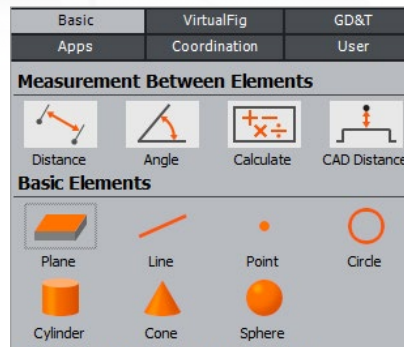 Basic VirtualFig GD&T
Apps Coordination User
Measurement Between Elements
Distance Angle Calculate CAD Distance
Basic Elements
Plane Line Point Circle
Cylinder Cone Sphere